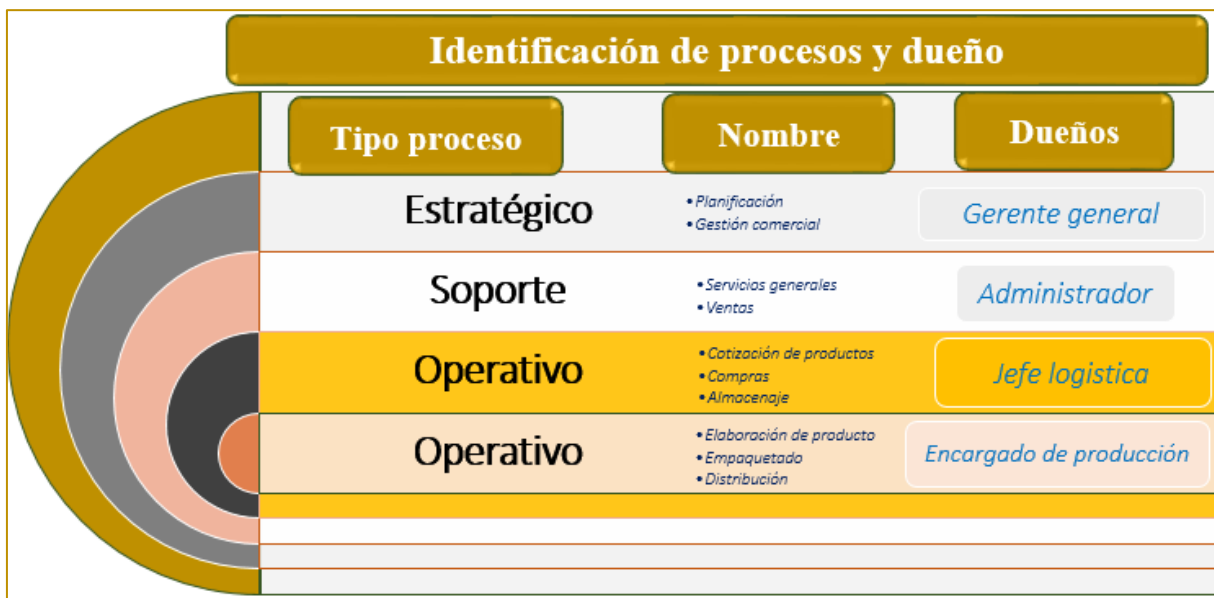 Identificación de procesos y dueño
Tipo proceso
Nombre
Dueños
Estratégico
•Planificación
•Gestión comercial
Gerente general
Soporte
•Servicios generales
•Ventas
Administrador
Operativo
•Cotización de productos
•Compras
•Almacenaje
Jefe logistica
Operativo
•Elaboración de producto
•Empaquetado
•Distribución
Encargado de producción